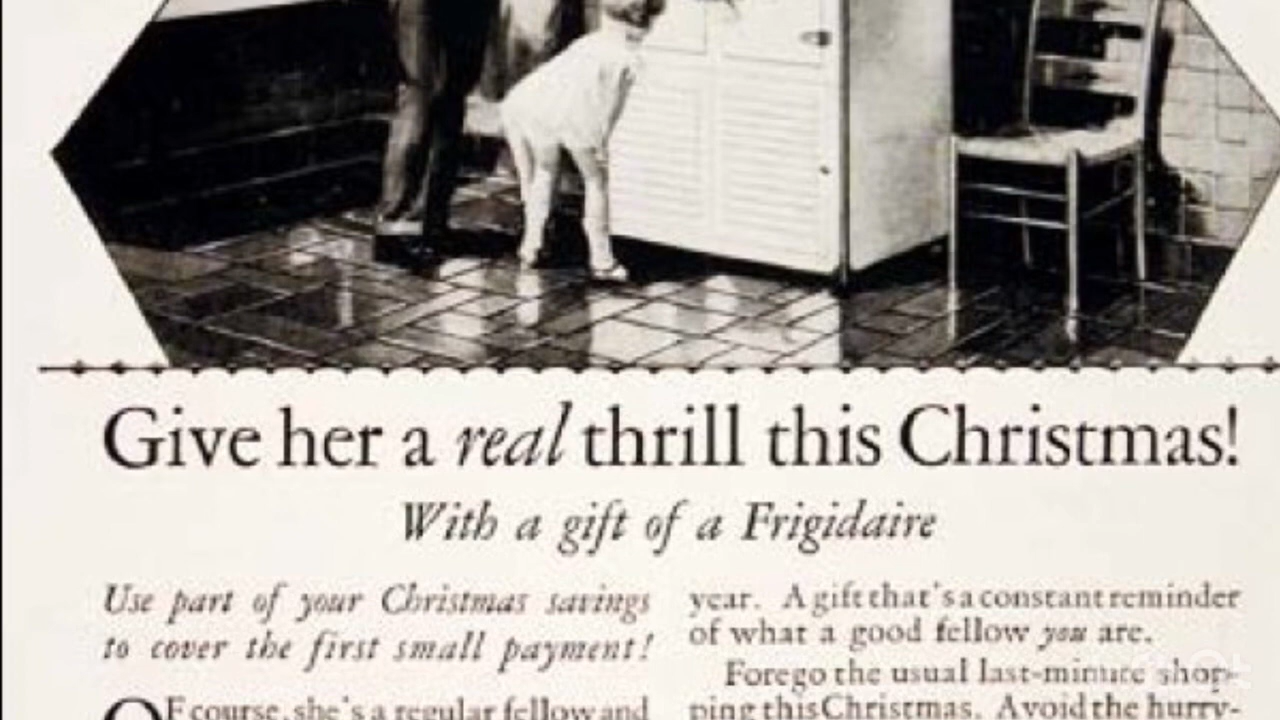 Give her a real thrill this Christmas!
With a gift of a Frigidaire
Use part of your Christmas savings
to cover the first small payment!
OF course, she's a regular fellow and
year. A gift that's a constant reminder
of what a good fellow you are.
Forego the usual last-minute shop-
ping this Christmas. Avoid the hurry-